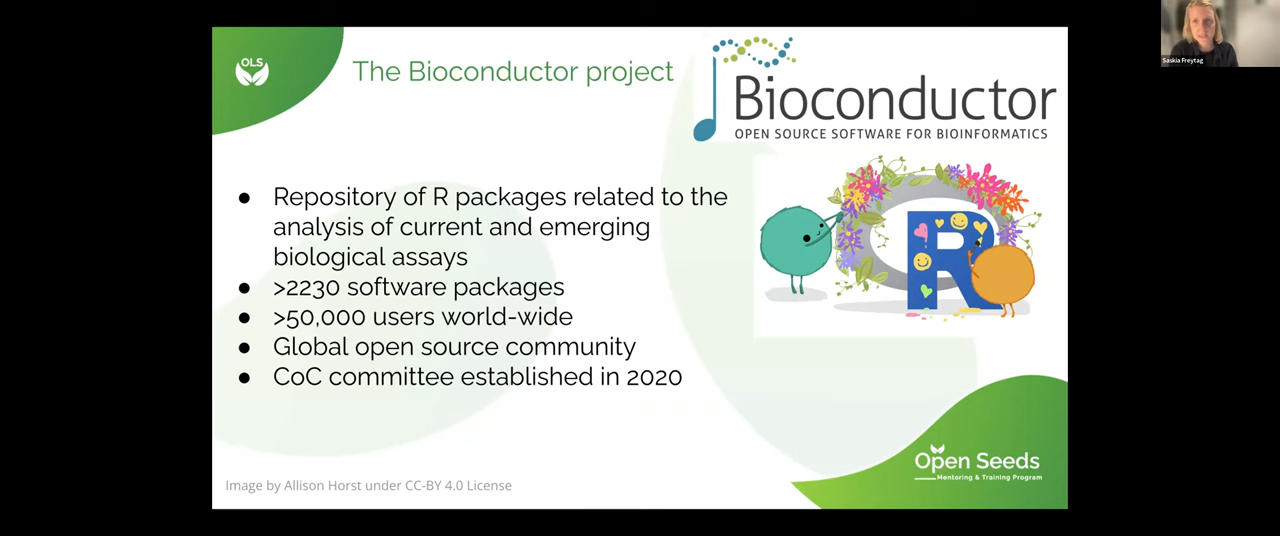 OLS
The Bioconductor project
Bioconductor
OPEN SOURCE SOFTWARE FOR BIOINFORMATICS
● Repository of R packages related to the
analysis of current and emerging
biological assays
● >2230 software packages
● >50,000 users world-wide
● Global open source community
● CoC committee established in 2020
R
Image by Allison Horst under CC-BY 4.0 License
Open Seeds
Mentoring & Training Program
Saskia Freytag